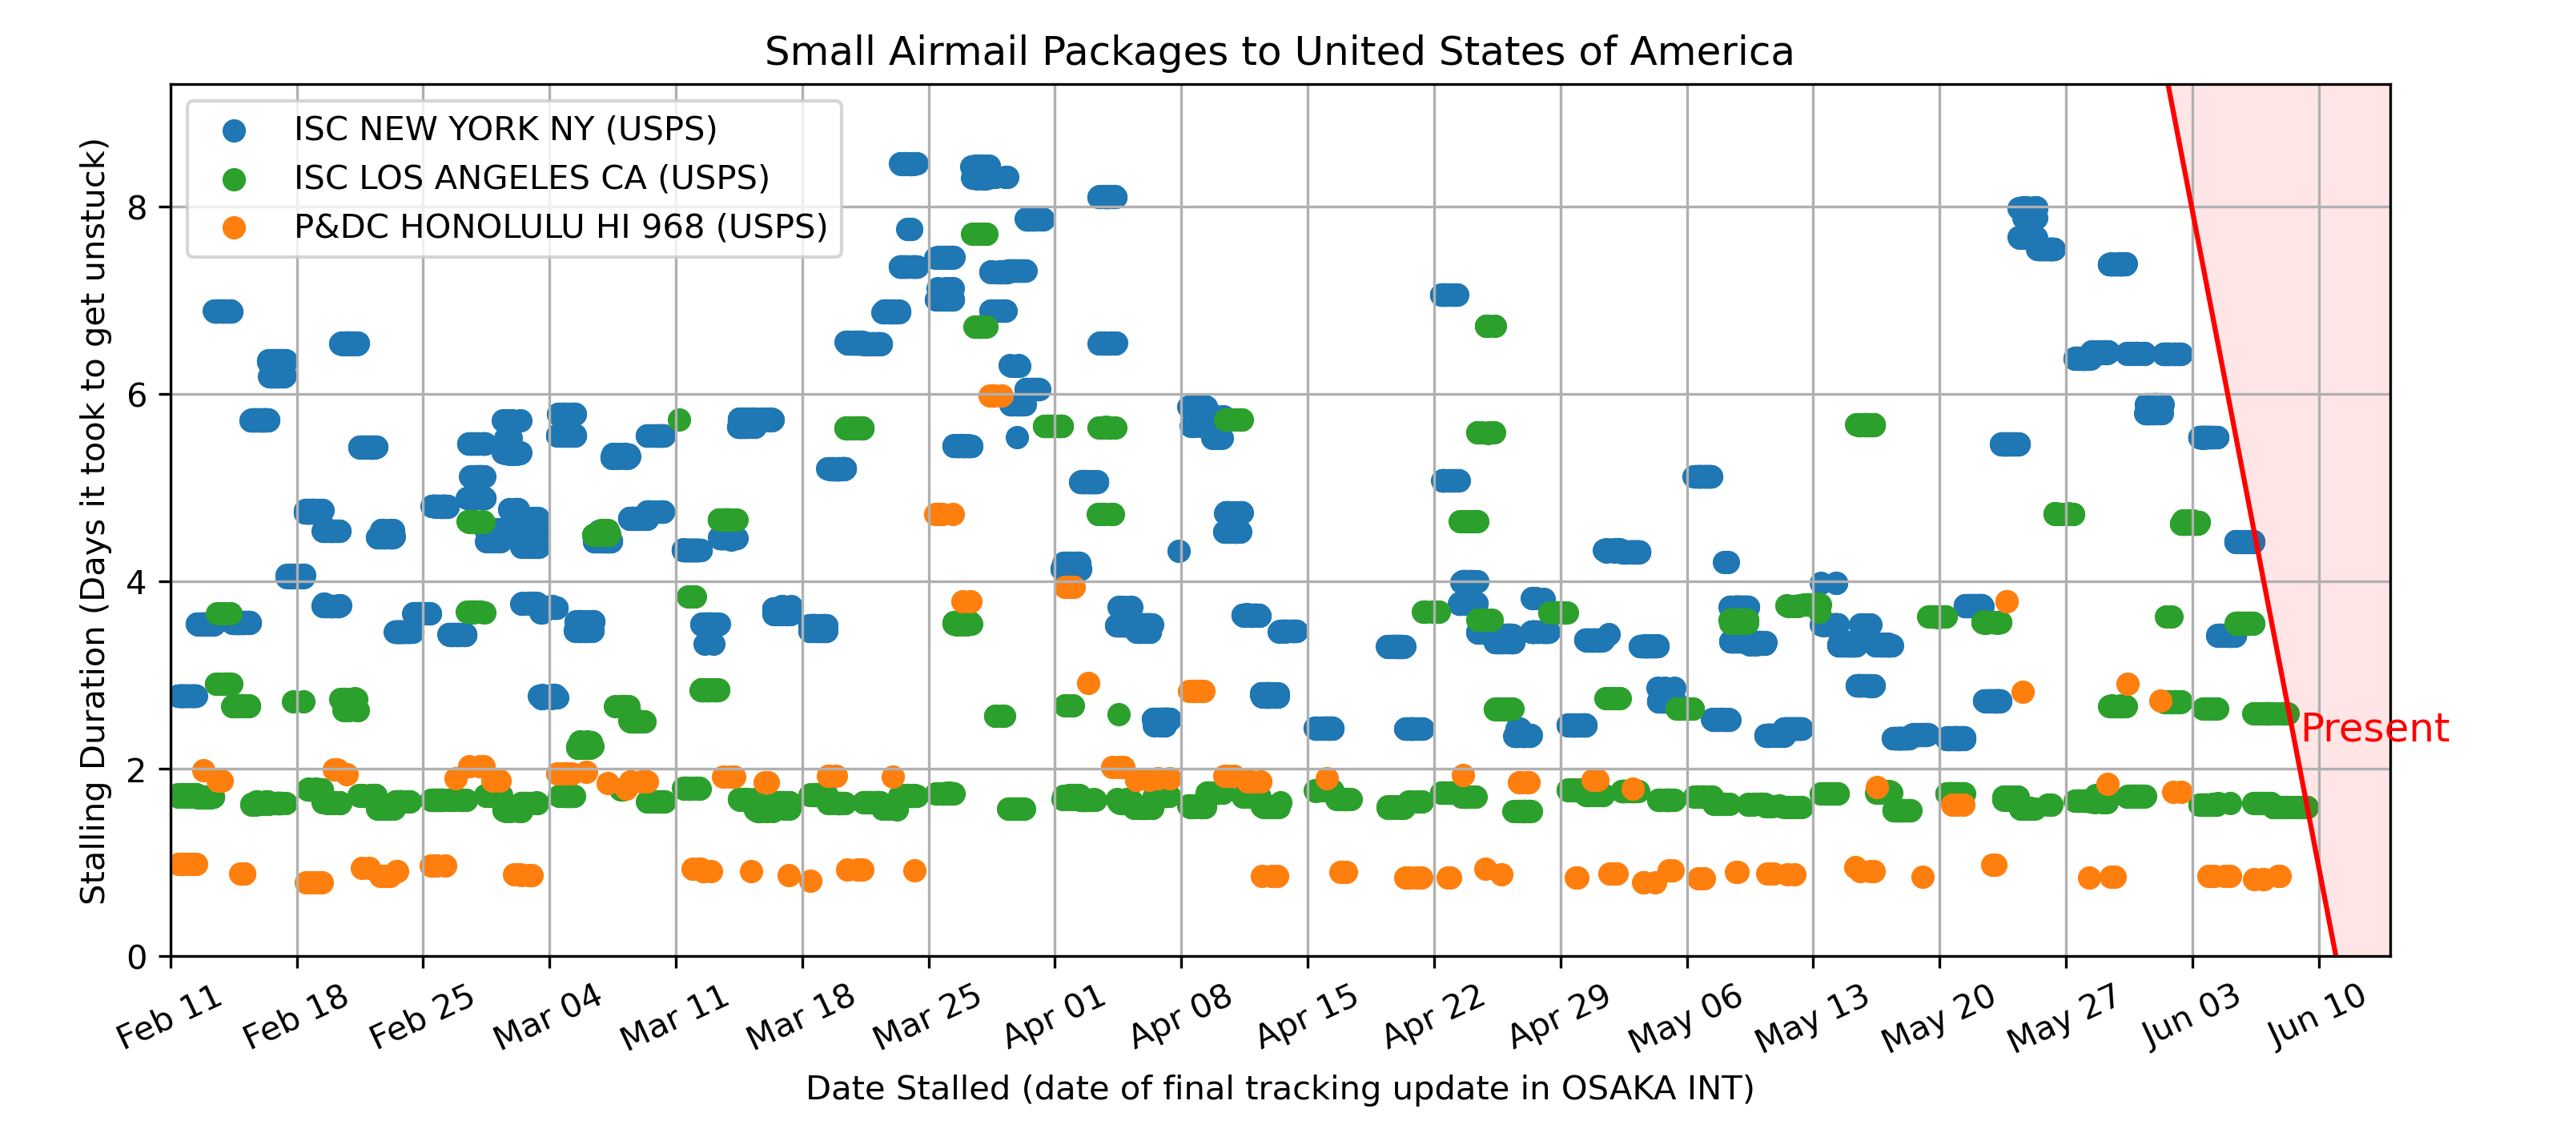 Small Airmail Packages to United States of America
ISC NEW YORK NY (USPS)
ISC LOS ANGELES CA (USPS)
P&DC HONOLULU HI 968 (USPS)
Stalling Duration (Days it took to get unstuck)
8
6
4
2
0
Present
Feb 11
Feb 18
Feb 25
Mar 04
Mar 11
Mar 18
Mar 25
Apr 01
Apr 08
Apr 15
Apr 22
Apr 29
May 06
May 13
May 20
May 27
Jun 03
Jun 10
Date Stalled (date of final tracking update in OSAKA INT)